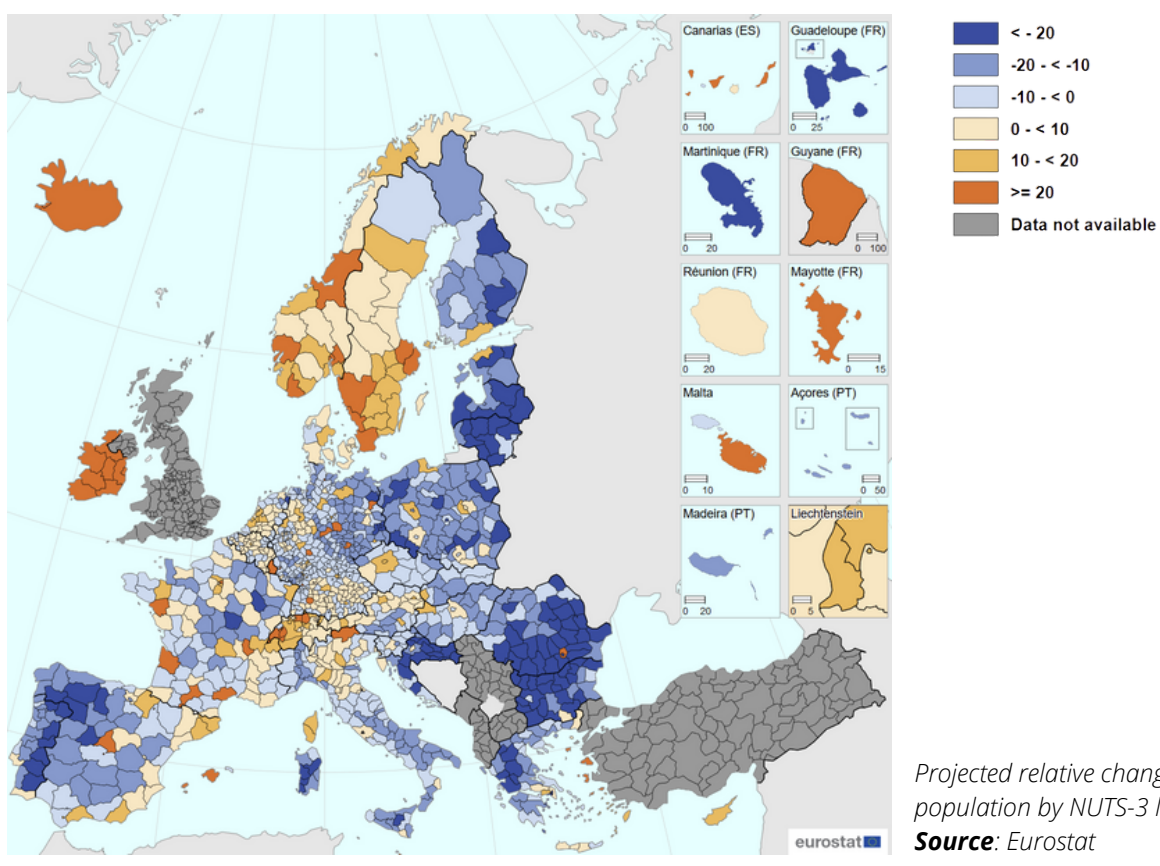 Canarias (ES)
0 100
Guadeloupe (FR)
0 25
Martinique (FR)
0 20
Guyane (FR)
0 100
Réunion (FR)
0 20
Mayotte (FR)
0 15
Malta
0 10
Açores (PT)
0 50
Madeira (PT)
0 20
Liechtenstein
0 5
eurostat
< - 20
-20 - < -10
-10 - < 0
0 - < 10
10 - < 20
>= 20
Data not available
Projected relative chang
population by NUTS-3
Source: Eurostat